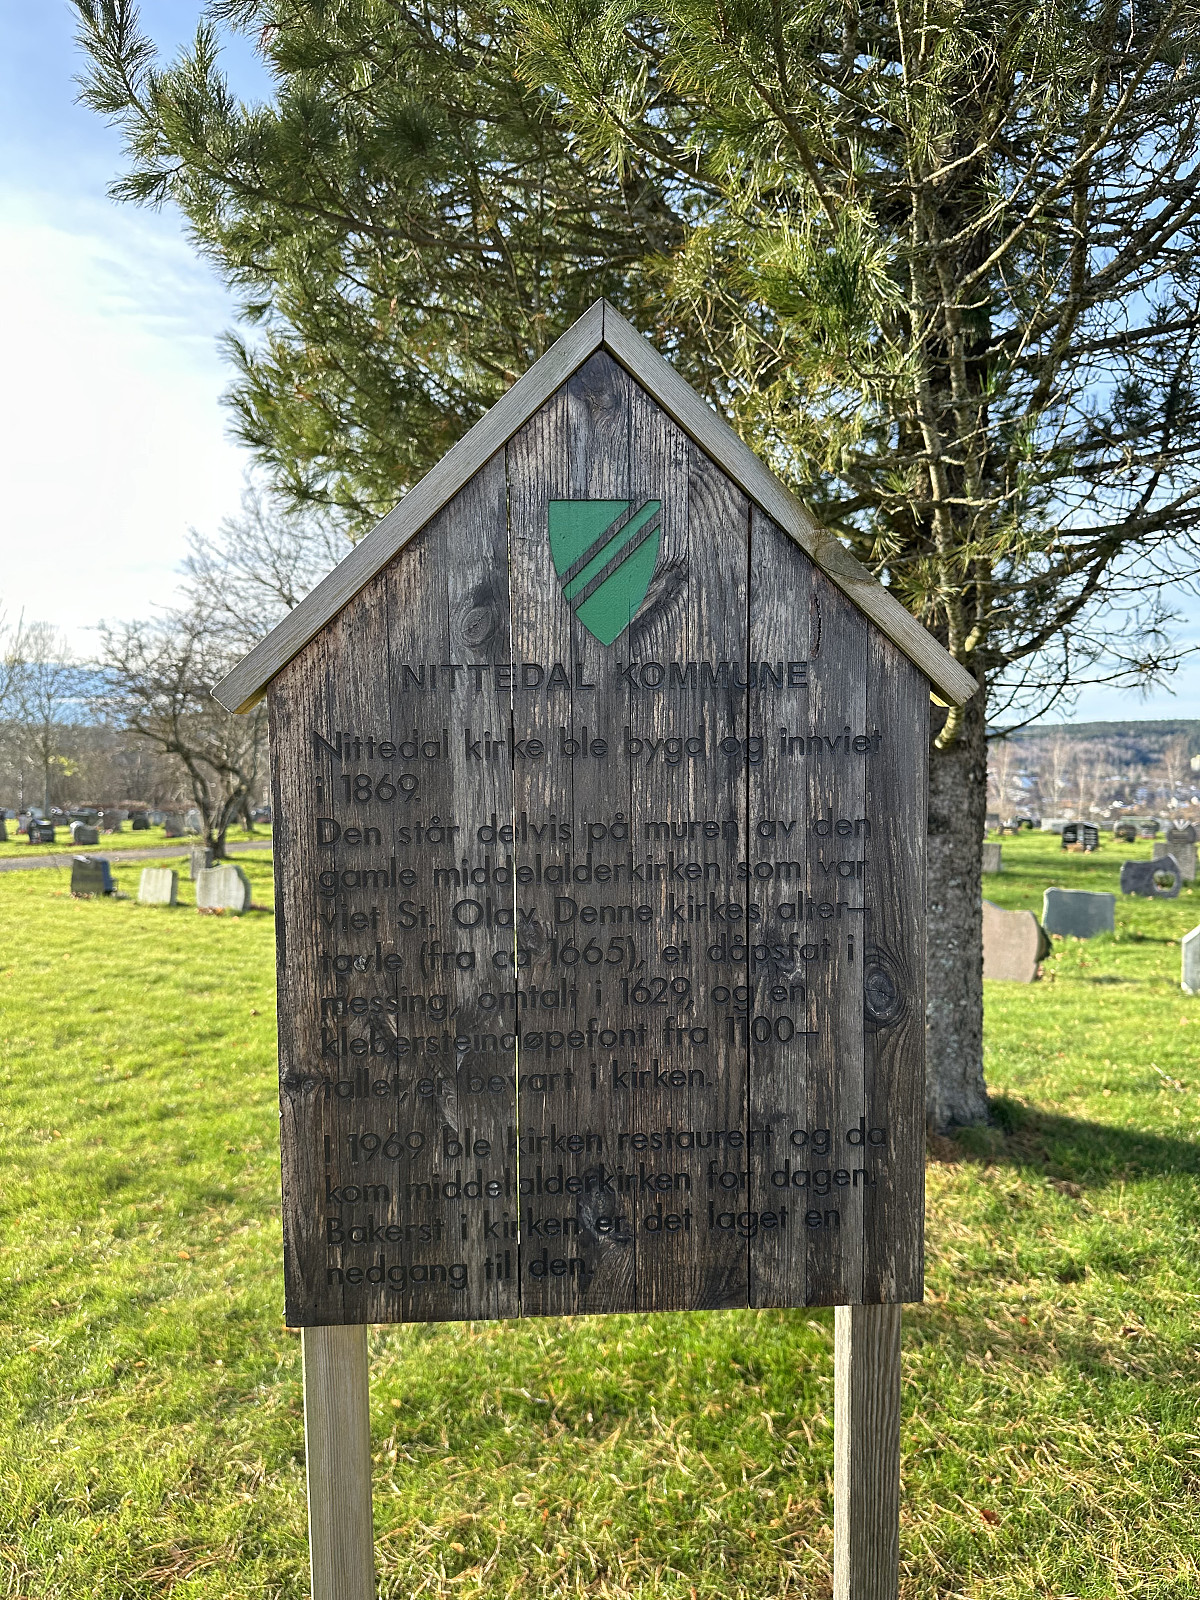 NITTEDAL KOMMUNE
Nittedal kirke ble bygd og innviet
i 1869.
Den står delvis på muren av den
gamle middelalderkirken som var
viet St. Olav. Denne kirkes alter-
tavle (fra ca 1665), et dåpsfat i
messing, omtalt i 1629, og en
klebersteindøpefont fra 1100-
tallet, er bevart i kirken.
I 1969 ble kirken restaurert og da
kom middelalderkirken for dagen.
Bakerst i kirken er det laget en
nedgang til den.